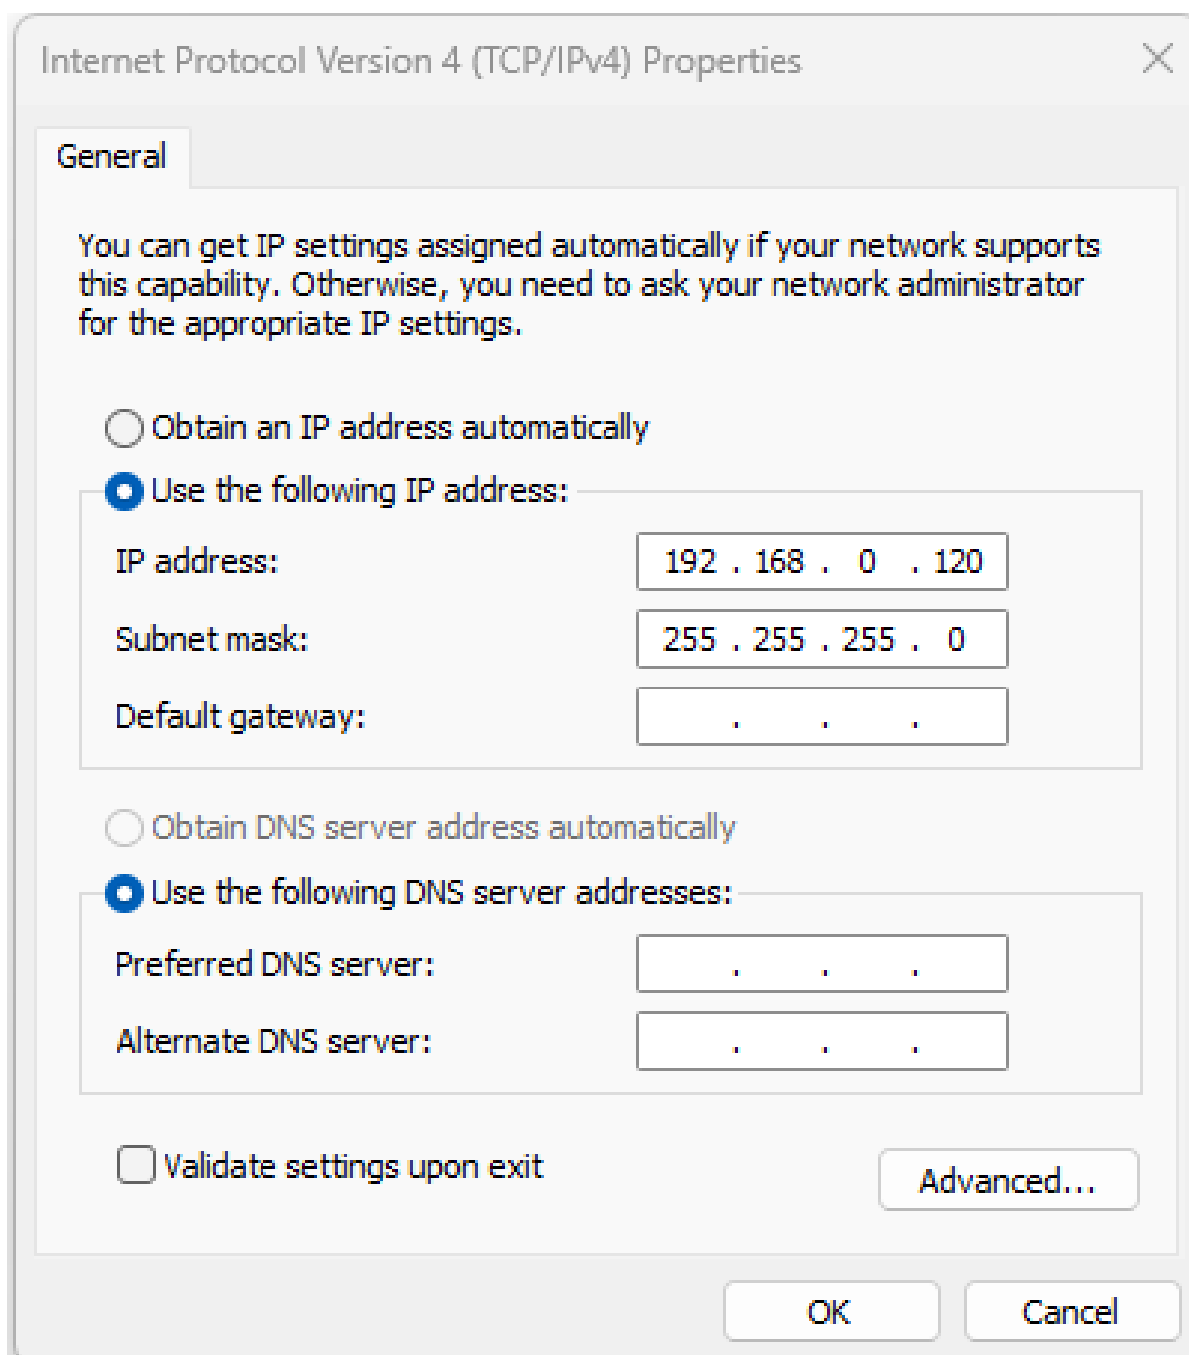 Internet Protocol Version 4 (TCP/IPv4) Properties
General
You can get IP settings assigned automatically if your network supports
this capability. Otherwise, you need to ask your network administrator
for the appropriate IP settings.
Obtain an IP address automatically
Use the following IP address:
IP address: 192 . 168 . 0 . 120
Subnet mask: 255 . 255 . 255 . 0
Default gateway: . . .
Obtain DNS server address automatically
Use the following DNS server addresses:
Preferred DNS server: . . .
Alternate DNS server: . . .
Validate settings upon exit
Advanced...
OK Cancel